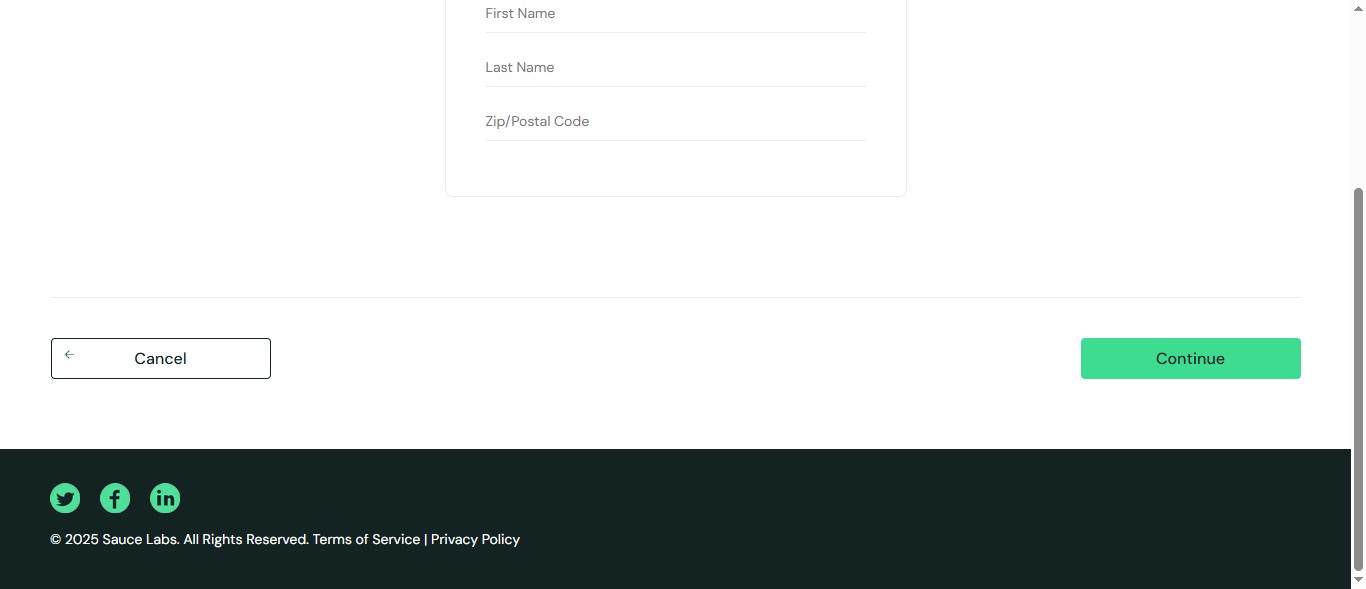 First Name
Last Name
Zip/Postal Code
Cancel
Continue
© 2025 Sauce Labs. All Rights Reserved. Terms of Service | Privacy Policy